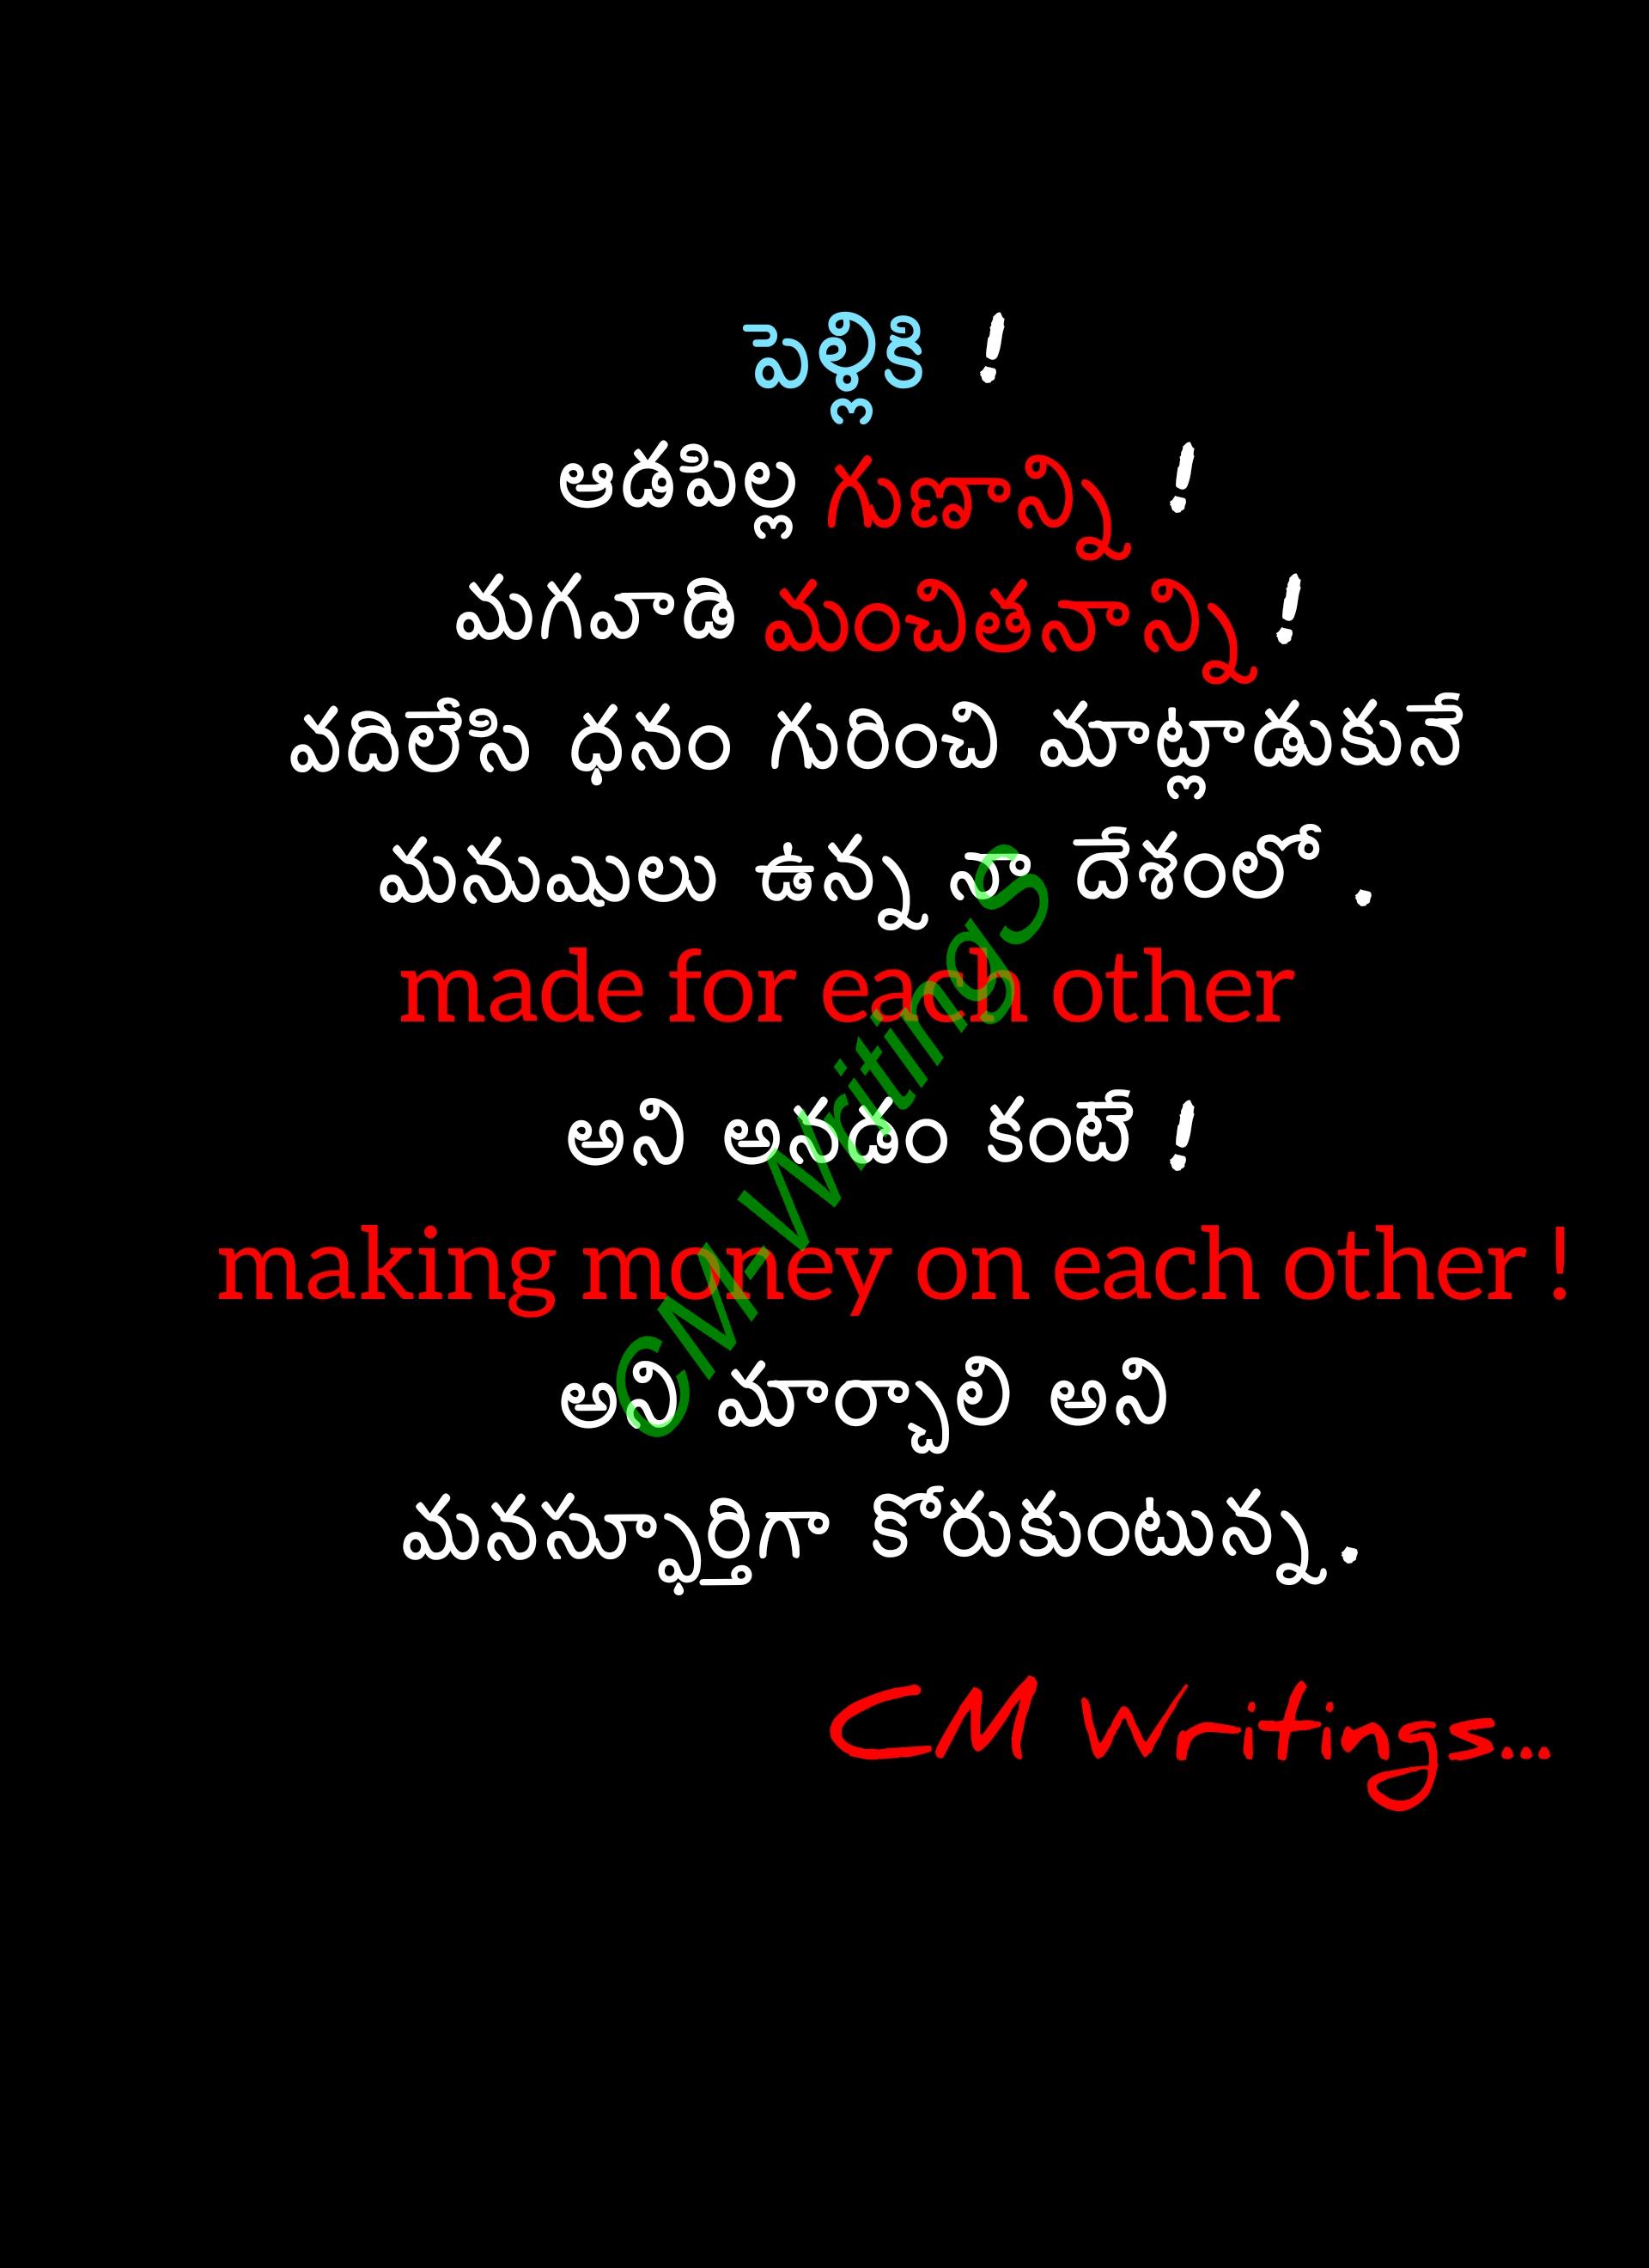 పెళ్లికి !
ఆడపిల్ల గుణాన్ని !
మగవాడి మంచితనాన్ని !
వదిలేసి ధనం గురించి మాట్లాడుకునే
మనుషులు ఉన్న నా దేశంలో .
made for each other
అని అనడం కంటే !
making money on each other !
అని మార్చాలి అని
మనస్ఫూర్తిగా కోరుకుంటున్న .
CM Writings...
CM-Writings